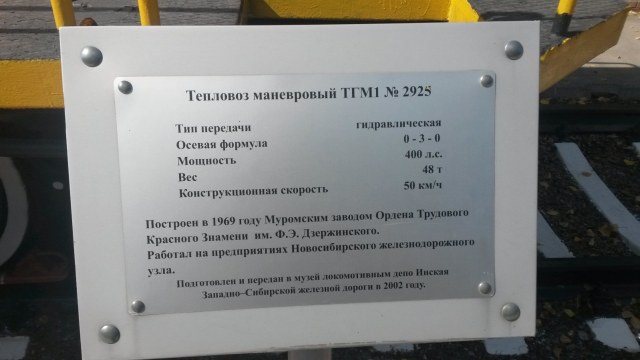 Тепловоз маневровый ТГМ1 № 2925
Тип передачи гидравлическая
Осевая формула 0 - 3 - 0
Мощность 400 л.с.
Вес 48 т
Конструкционная скорость 50 км/ч
Построен в 1969 году Муромским заводом Ордена Трудового
Красного Знамени им. Ф.Э. Дзержинского.
Работал на предприятиях Новосибирского железнодорожного
узла.
Подготовлен и передан в музей локомотивным депо Инская
Западно–Сибирской железной дороги в 2002 году.